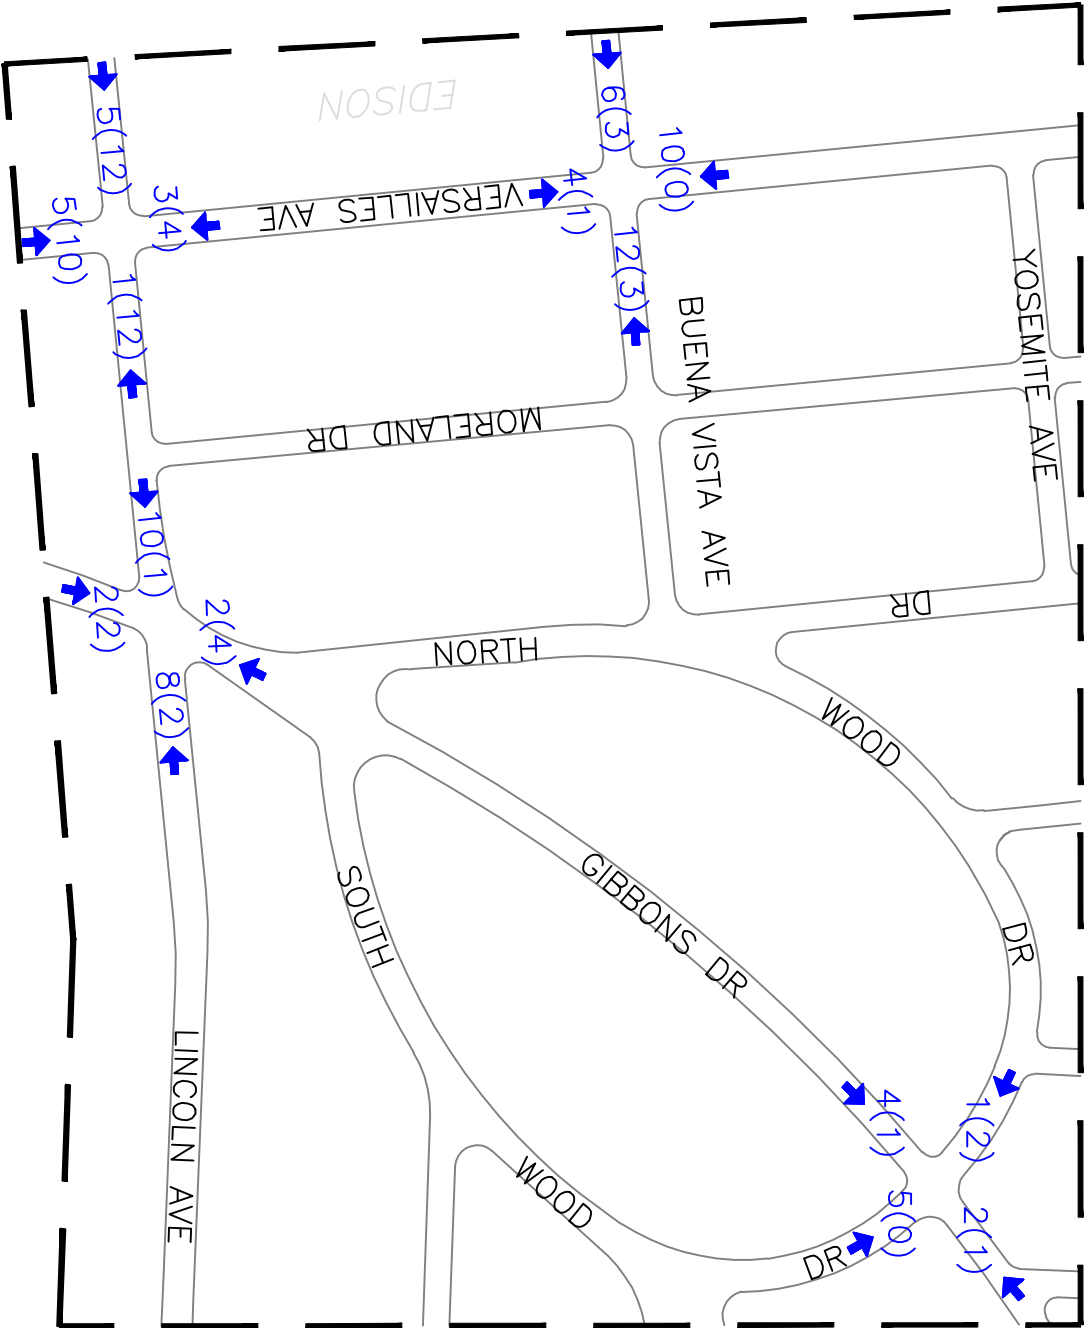 EDISON
5(12)
6(3)
10(0)
4(1)
VERSAILLES AVE
3(4)
5(10)
12(3)
1(12)
YOSEMITE AVE
BUENA VISTA AVE
MORELAND DR
10(1)
2(2)
2(4)
NORTH
DR
8(2)
WOOD
GIBBONS DR
SOUTH
DR
LINCOLN AVE
4(1)
1(2)
WOOD
5(0)
2(1)
DR